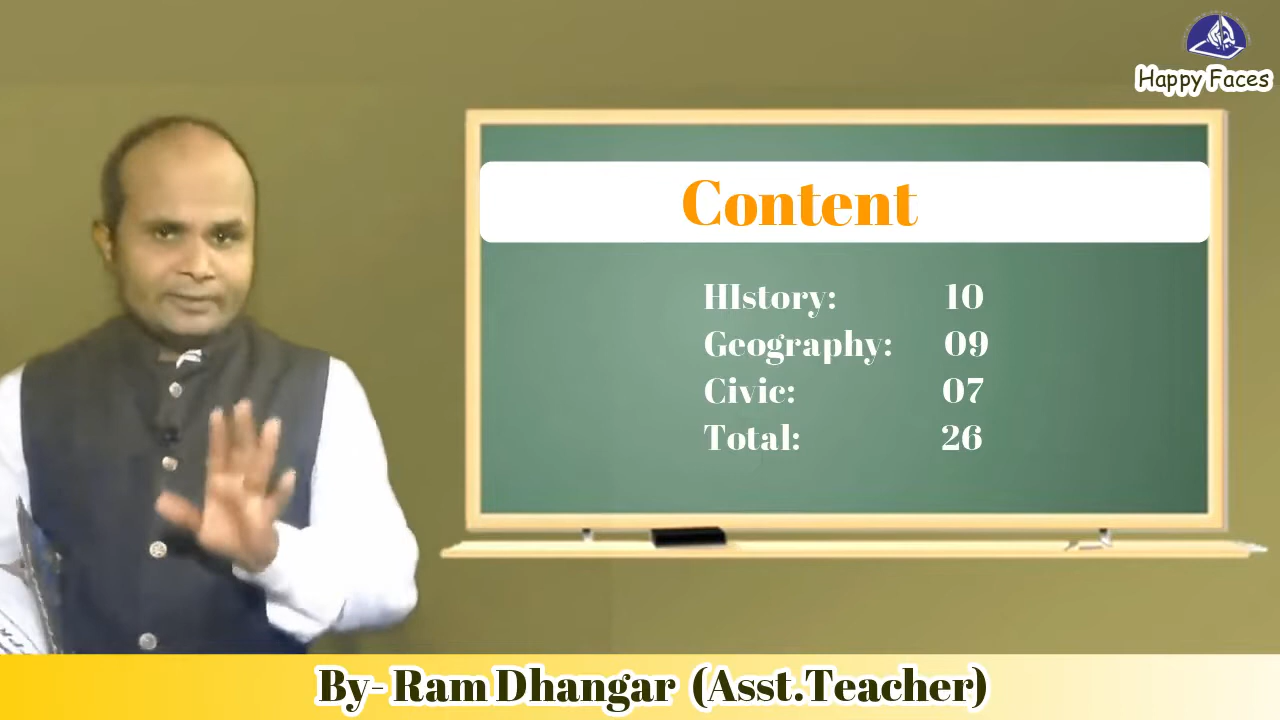 Happy Faces
Content
HIstory: 10
Geography: 09
Civic: 07
Total: 26
By- Ram Dhangar (Asst.Teacher)